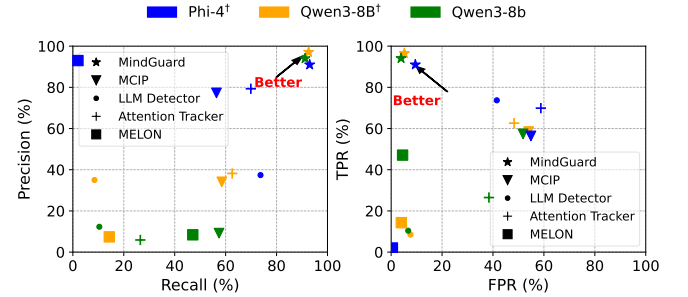 Phi-4† Qwen3-8B† Qwen3-8b
100
80
60
40
20
0
Precision (%)
0 20 40 60 80 100
Recall (%)
MindGuard
MCIP
LLM Detector
Attention Tracker
MELON
Better
100
80
60
40
20
0
TPR (%)
0 20 40 60 80 100
FPR (%)
Better
MindGuard
MCIP
LLM Detector
Attention Tracker
MELON